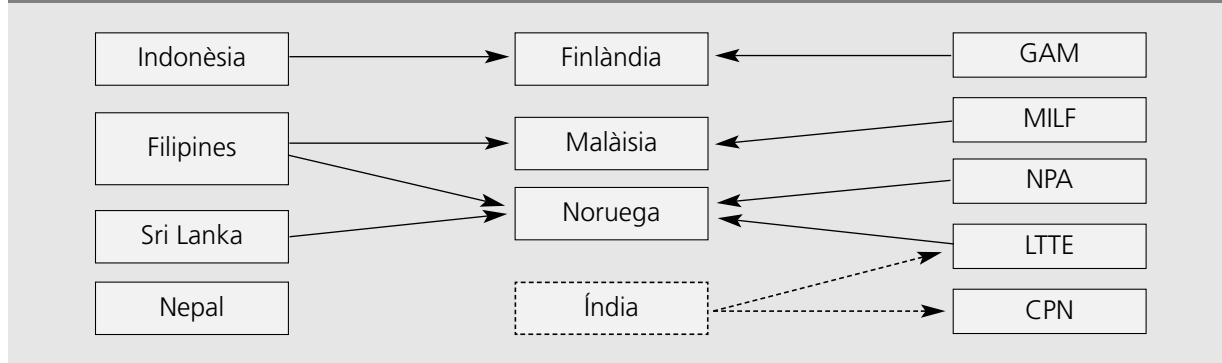 Indonèsia
Finlàndia
GAM
Filipines
Malàisia
MILF
NPA
Sri Lanka
Noruega
LTTE
Nepal
Índia
CPN